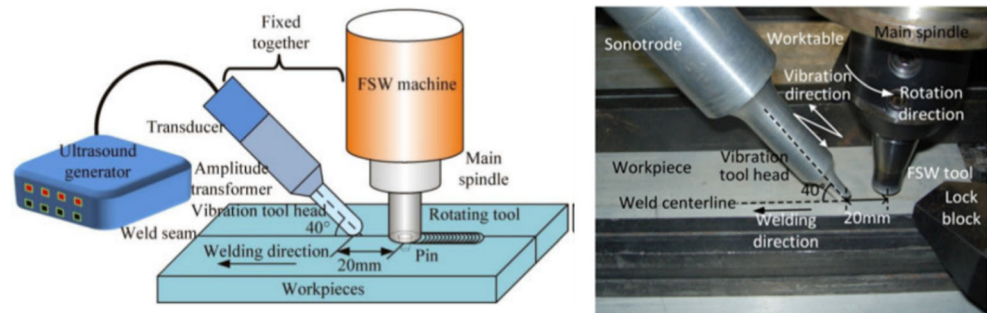 Fixed
together
FSW machine
Transducer
Ultrasound
generator
Amplitude
transformer
Main
spindle
Vibration tool head
Rotating tool
Weld seam
40°
Welding direction
20mm
Pin
Workpieces
Sonotrode
Worktable
Main spindle
Vibration
direction
Rotation
direction
Workpiece
Vibration
tool head
40°
FSW tool
Weld centerline
20mm
Lock
block
Welding
direction